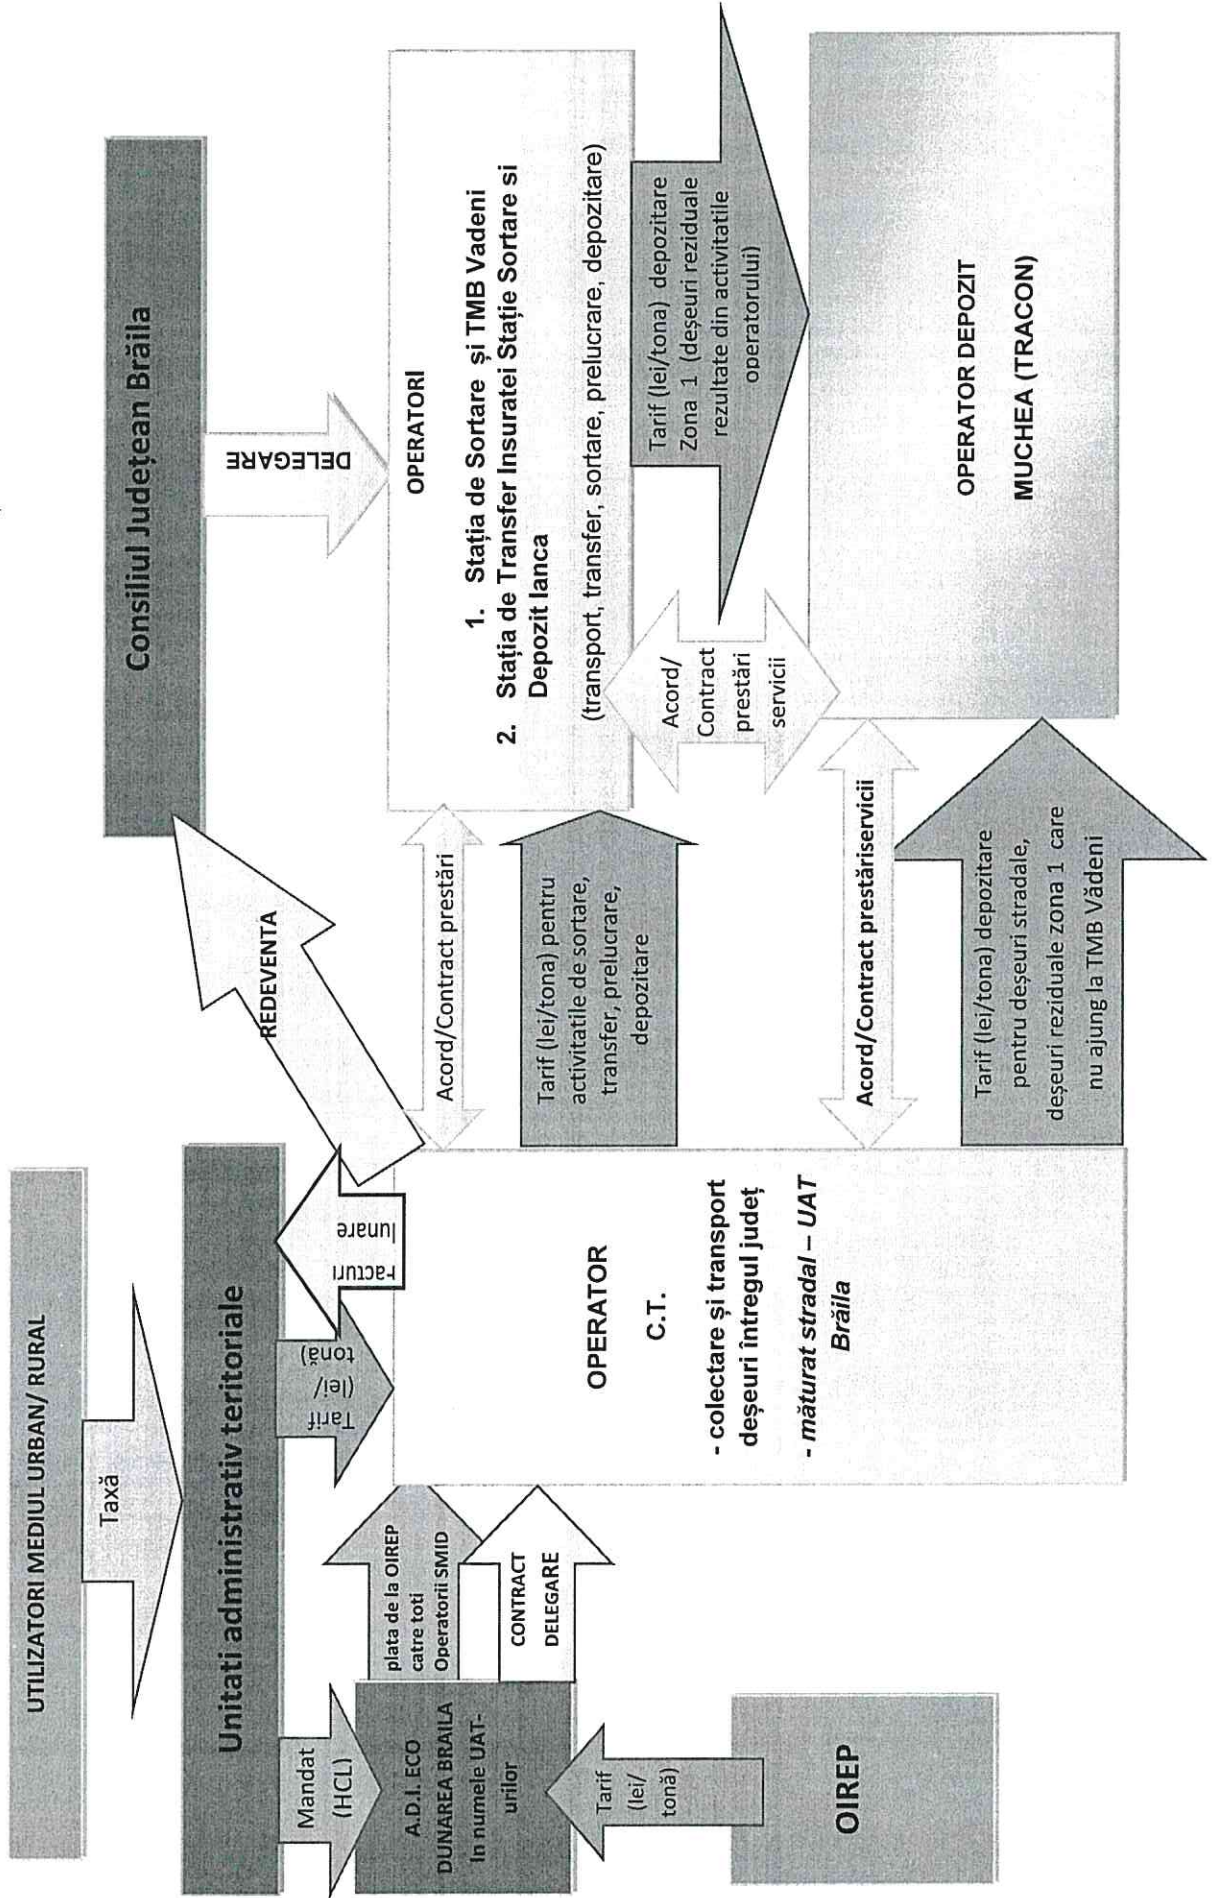 UTILIZATORI MEDIUL URBAN/ RURAL
Taxă
Unitati administrativ teritoriale
Consiliul Județean Brăila
Mandat
(HCL)
Tarif
(lei/
tonă)
racturi
lunare
REDEVENTA
DELEGARE
A.D.I. ECO
DUNAREA BRAILA
In numele UAT-
urilor
plata de la OIREP
catre toti
Operatorii SMID
CONTRACT
DELEGARE
Tarif
(lei/
tonă)
OIREP
OPERATOR
C.T.
- colectare și transport
deșeuri întregul județ
- măturat stradal – UAT
Brăila
Acord/Contract prestări
Tarif (lei/tona) pentru
activitatile de sortare,
transfer, prelucrare,
depozitare
Acord/Contract prestăriservicii
Tarif (lei/tona) depozitare
pentru deșeuri stradale,
deșeuri reziduale zona 1 care
nu ajung la TMB Vădeni
OPERATORI
1. Stația de Sortare și TMB Vadeni
2. Stația de Transfer Insuratei Stație Sortare si
Depozit Ianca
(transport, transfer, sortare, prelucrare, depozitare)
Acord/
Contract
prestări
servicii
Tarif (lei/tona) depozitare
Zona 1 (deșeuri reziduale
rezultate din activitatile
operatorului)
OPERATOR DEPOZIT
MUCHEA (TRACON)